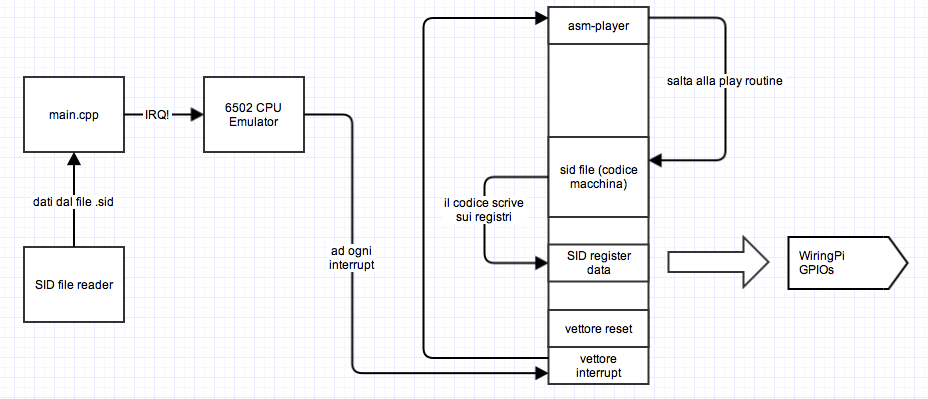 asm-player
salta alla play routine
main.cpp
IRQ!
6502 CPU
Emulator
sid file (codice
macchina)
dati dal file .sid
il codice scrive
sui registri
ad ogni
interrupt
SID register
data
WiringPi
GPIOs
SID file reader
vettore reset
vettore
interrupt